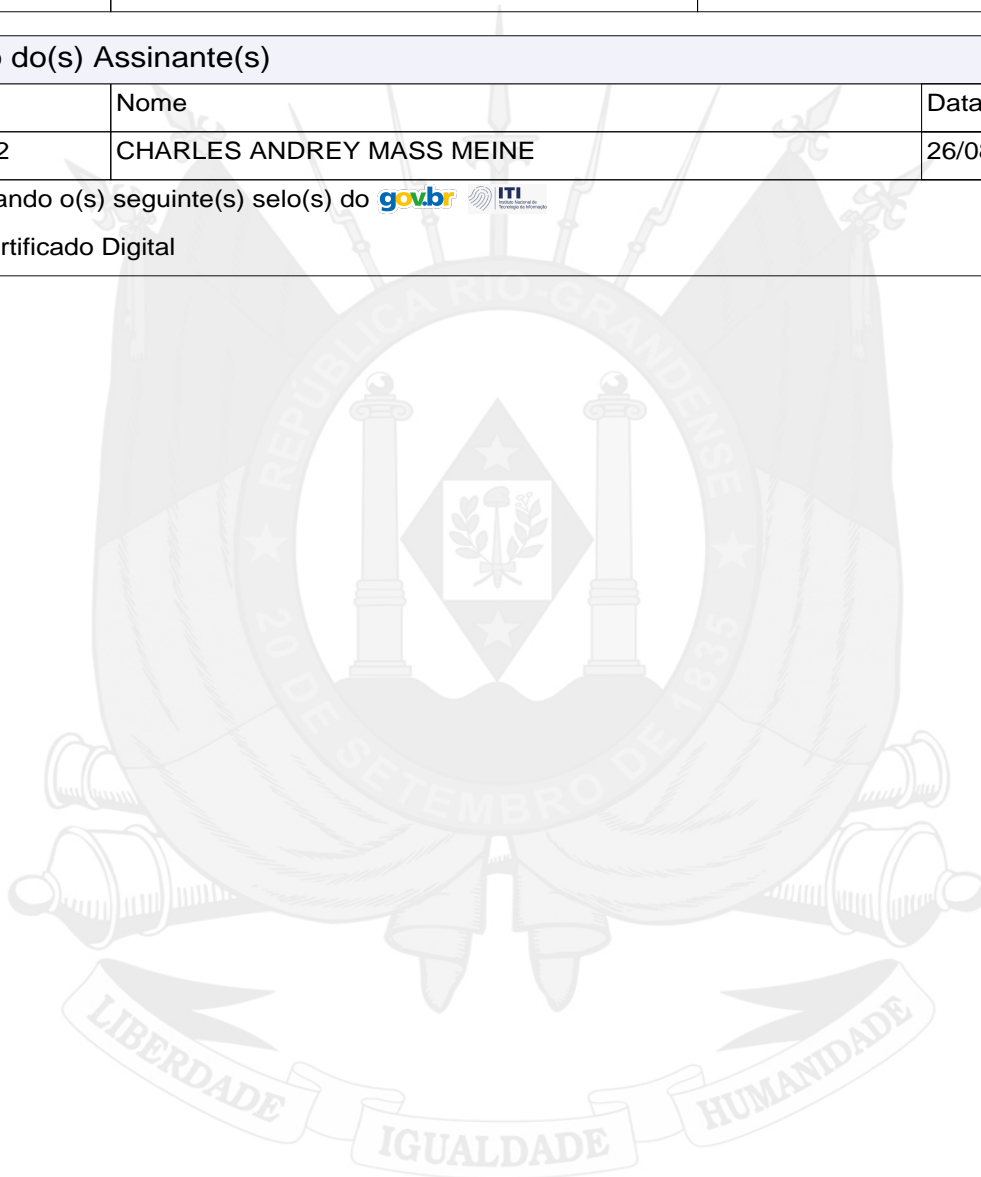 do(s) Assinante(s)
Nome
Data
2
CHARLES ANDREY MASS MEINE
26/0
ando o(s) seguinte(s) selo(s) do gov.br ITI
rtificado Digital
REPÚBLICA RIO-GRANDENSE
20 DE SETEMBRO DE 1835
LIBERDADE
IGUALDADE
HUMANIDADE